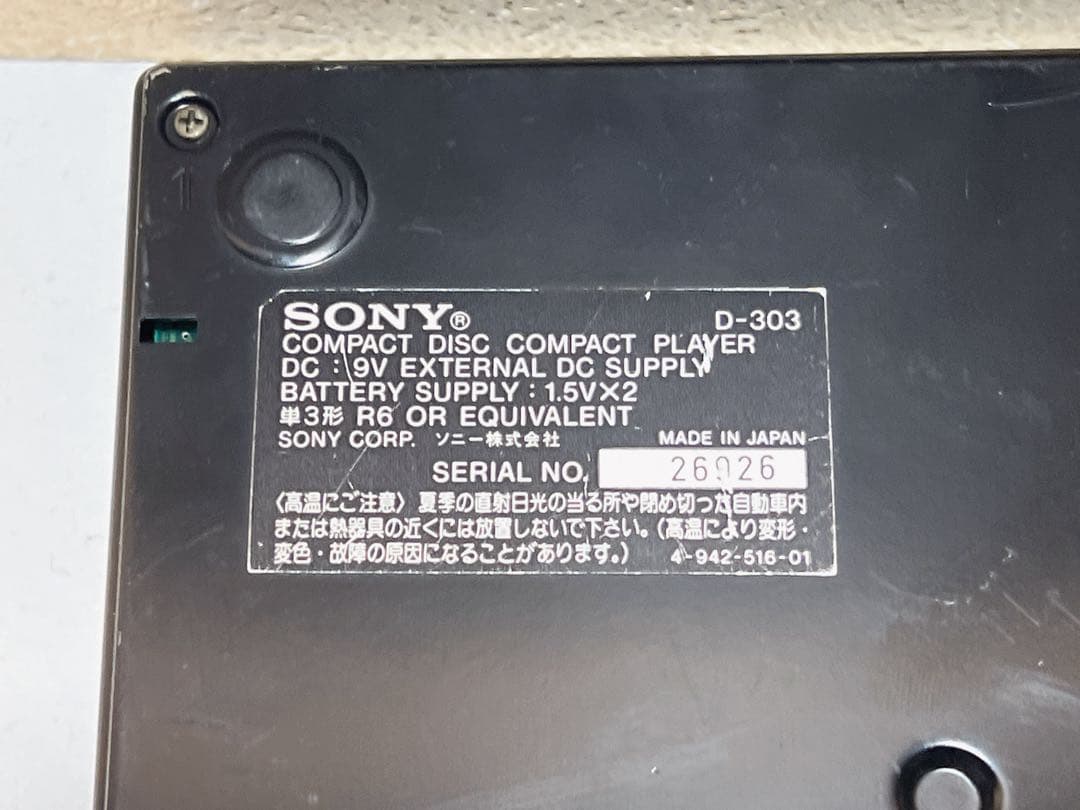 1
SONY® D-303
COMPACT DISC COMPACT PLAYER
DC : 9V EXTERNAL DC SUPPLY
BATTERY SUPPLY : 1.5V×2
単3形 R6 OR EQUIVALENT
SONY CORP. ソニー株式会社 MADE IN JAPAN
SERIAL NO. 26926
〈高温にご注意〉夏季の直射日光の当る所や閉め切った自動車内
または熱器具の近くには放置しないで下さい。(高温により変形・
変色・故障の原因になることがあります。) 4-942-516-01